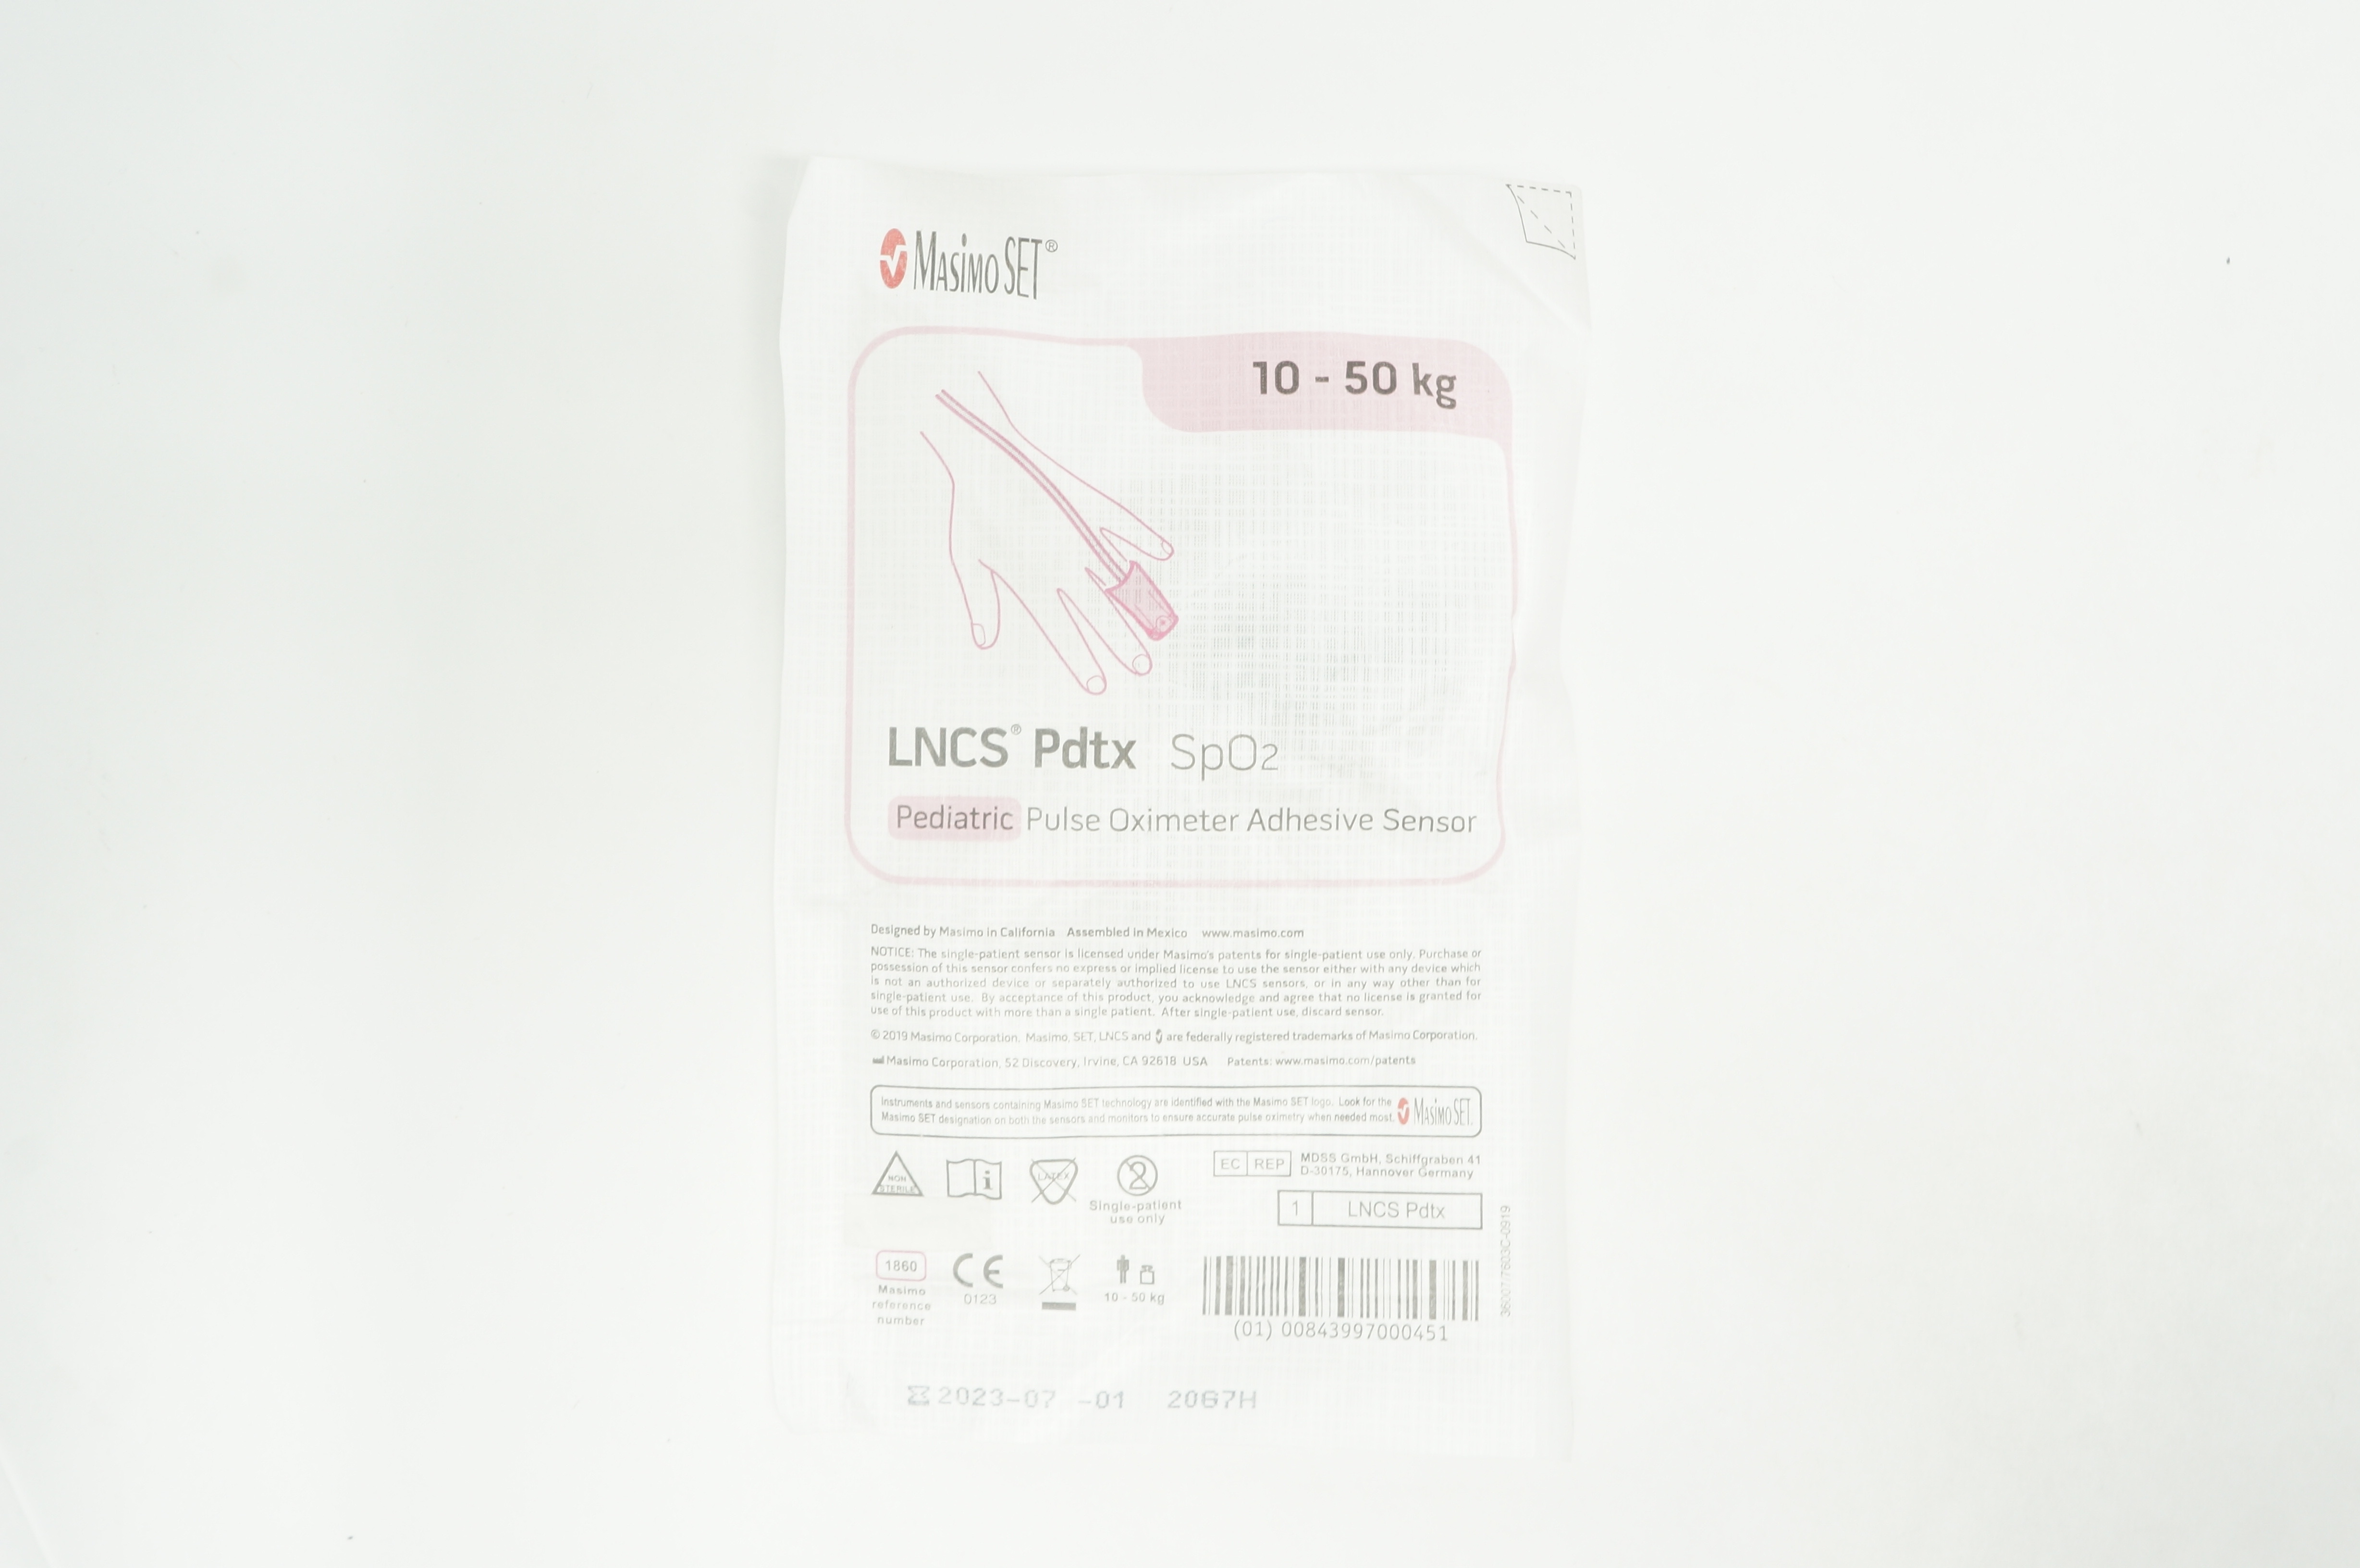 MasimoSET®
10 - 50 kg
LNCS® Pdtx SpO2
Pediatric Pulse Oximeter Adhesive Sensor
Designed by Masimo in California Assembled in Mexico www.masimo.com
NOTICE: The single-patient sensor is licensed under Masimo's patents for single-patient use only. Purchase or
possession of this sensor confers no express or implied license to use the sensor either with any device which
is not an authorized device or separately authorized to use LNCS sensors, or in any way other than for
single-patient use. By acceptance of this product, you acknowledge and agree that no license is granted for
use of this product with more than a single patient. After single-patient use, discard sensor.
© 2019 Masimo Corporation. Masimo, SET, LNCS and are federally registered trademarks of Masimo Corporation.
Masimo Corporation, 52 Discovery, Irvine, CA 92618 USA Patents: www.masimo.com/patents
Instruments and sensors containing Masimo SET technology are identified with the Masimo SET logo. Look for the
Masimo SET designation on both the sensors and monitors to ensure accurate pulse oximetry when needed most.
MasimoSET.
NON
STERILE
i
LATEX
2
Single-patient
use only
EC REP
MDSS GmbH, Schiffgraben 41
D-30175, Hannover Germany
1 LNCS Pdtx
1860
Masimo
reference
number
CE
0123
10 - 50 kg
(01) 00843997000451
36007/7603C-0919
2023-07 -01 20G7H